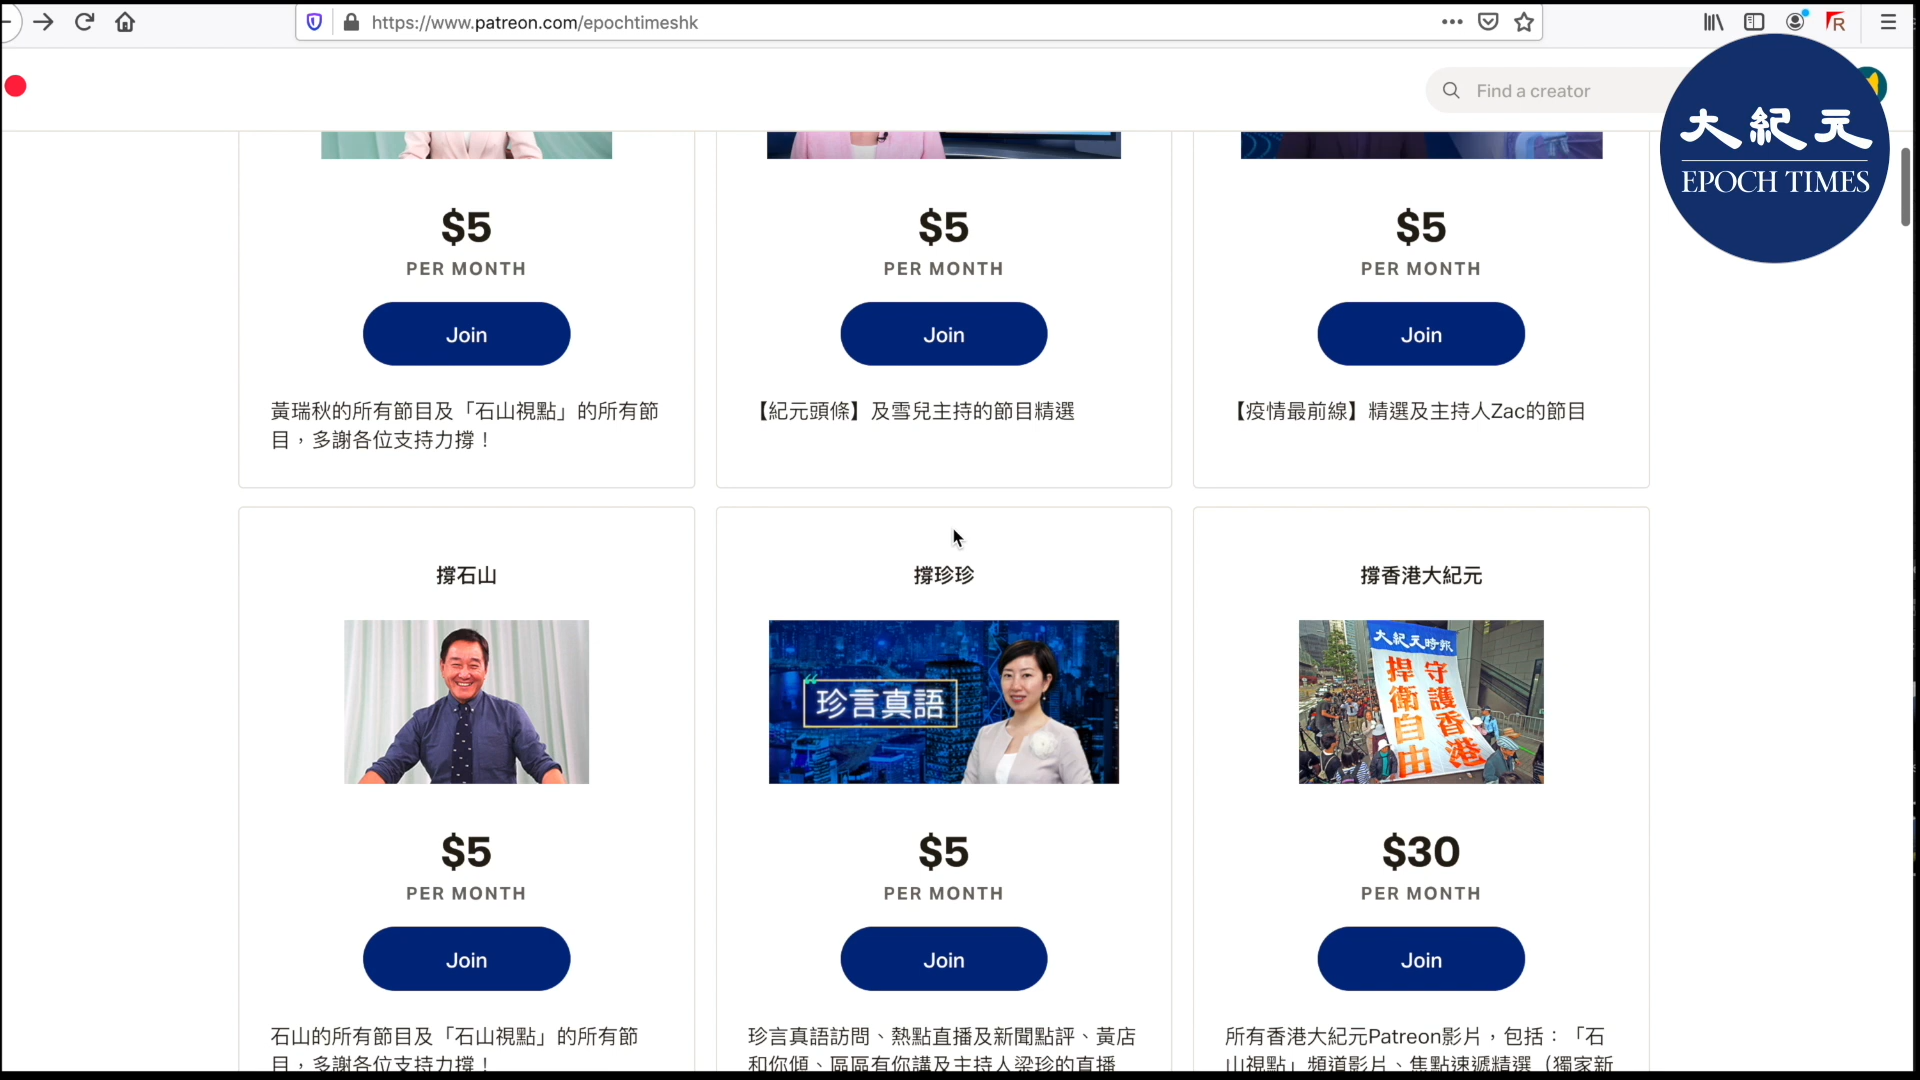 https://www.patreon.com/epochtimeshk
Find a creator
大紀元
EPOCH TIMES
$5
PER MONTH
Join
黃瑞秋的所有節目及「石山視點」的所有節
目，多謝各位支持力撐！
$5
PER MONTH
Join
【紀元頭條】及雪兒主持的節目精選
$5
PER MONTH
Join
【疫情最前線】精選及主持人Zac的節目
撐石山
$5
PER MONTH
Join
石山的所有節目及「石山視點」的所有節
目，多謝各位支持力撐！
撐珍珍
珍言真語
$5
PER MONTH
Join
珍言真語訪問、熱點直播及新聞點評、黃店
和你傾、區區有你講及主持人梁珍的直播
撐香港大紀元
大紀元時報
守護香港
捍衛自由
$30
PER MONTH
Join
所有香港大紀元Patreon影片，包括：「石
山視點」頻道影片、焦點速遞精選（獨家新